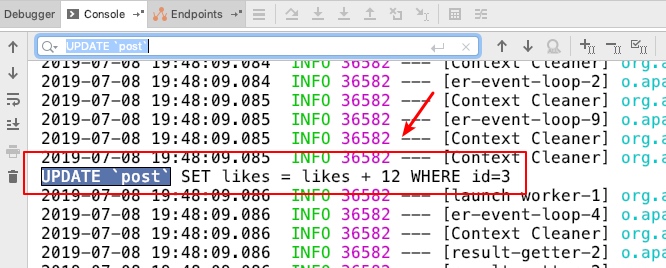 Debugger Console Endpoints
UPDATE `post`
2019-07-08 19:48:09.084 INFO 36582 --- [Context Cleaner] org.a
2019-07-08 19:48:09.084 INFO 36582 --- [er-event-loop-2] o.apa
2019-07-08 19:48:09.085 INFO 36582 --- [Context Cleaner] org.a
2019-07-08 19:48:09.085 INFO 36582 --- [er-event-loop-9] o.apa
2019-07-08 19:48:09.085 INFO 36582 --- [Context Cleaner] org.a
2019-07-08 19:48:09.085 INFO 36582 --- [Context Cleaner] org.a
UPDATE `post` SET likes = likes + 12 WHERE id=3
2019-07-08 19:48:09.086 INFO 36582 --- [launch worker-1] o.apa
2019-07-08 19:48:09.086 INFO 36582 --- [er-event-loop-4] o.apa
2019-07-08 19:48:09.086 INFO 36582 --- [Context Cleaner] org.a
2019-07-08 19:48:09.086 INFO 36582 --- [result-getter-2] o.apa